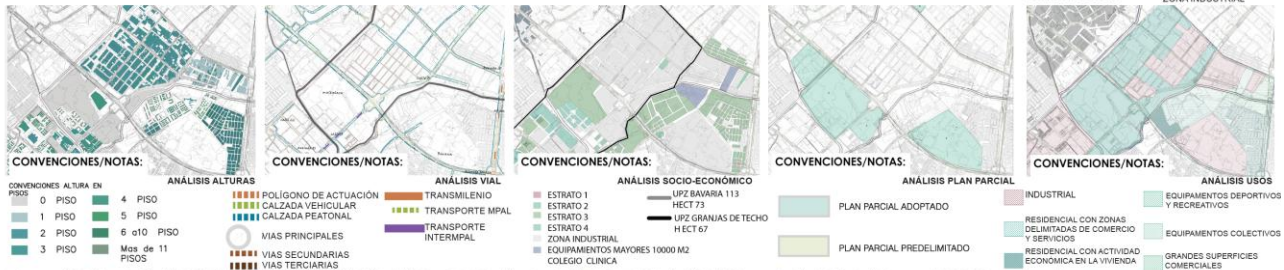 ZONA INDUSTRIAL
CONVENCIONES/NOTAS:
ANÁLISIS ALTURAS
CONVENCIONES ALTURA EN
PISOS
0 PISO
1 PISO
2 PISO
3 PISO
4 PISO
5 PISO
6 a10 PISO
Mas de 11
PISOS
CONVENCIONES/NOTAS:
ANÁLISIS VIAL
POLÍGONO DE ACTUACIÓN
CALZADA VEHICULAR
CALZADA PEATONAL
VIAS PRINCIPALES
VIAS SECUNDARIAS
VIAS TERCIARIAS
TRANSMILENIO
TRANSPORTE MPAL
TRANSPORTE
INTERMPAL
CONVENCIONES/NOTAS:
ANÁLISIS SOCIO-ECONÓMICO
ESTRATO 1
ESTRATO 2
ESTRATO 3
ESTRATO 4
ZONA INDUSTRIAL
EQUIPAMENTOS MAYORES 10000 M2
COLEGIO CLINICA
UPZ BAVARIA 113
HECT 73
UPZ GRANJAS DE TECHO
H ECT 67
CONVENCIONES/NOTAS:
ANÁLISIS PLAN PARCIAL
PLAN PARCIAL ADOPTADO
PLAN PARCIAL PREDELIMITADO
CONVENCIONES/NOTAS:
ANÁLISIS USOS
INDUSTRIAL
RESIDENCIAL CON ZONAS
DELIMITADAS DE COMERCIO
Y SERVICIOS
RESIDENCIAL CON ACTIVIDAD
ECONÓMICA EN LA VIVIENDA
EQUIPAMENTOS DEPORTIVOS
Y RECREATIVOS
EQUIPAMENTOS COLECTIVOS
GRANDES SUPERFICIES
COMERCIALES